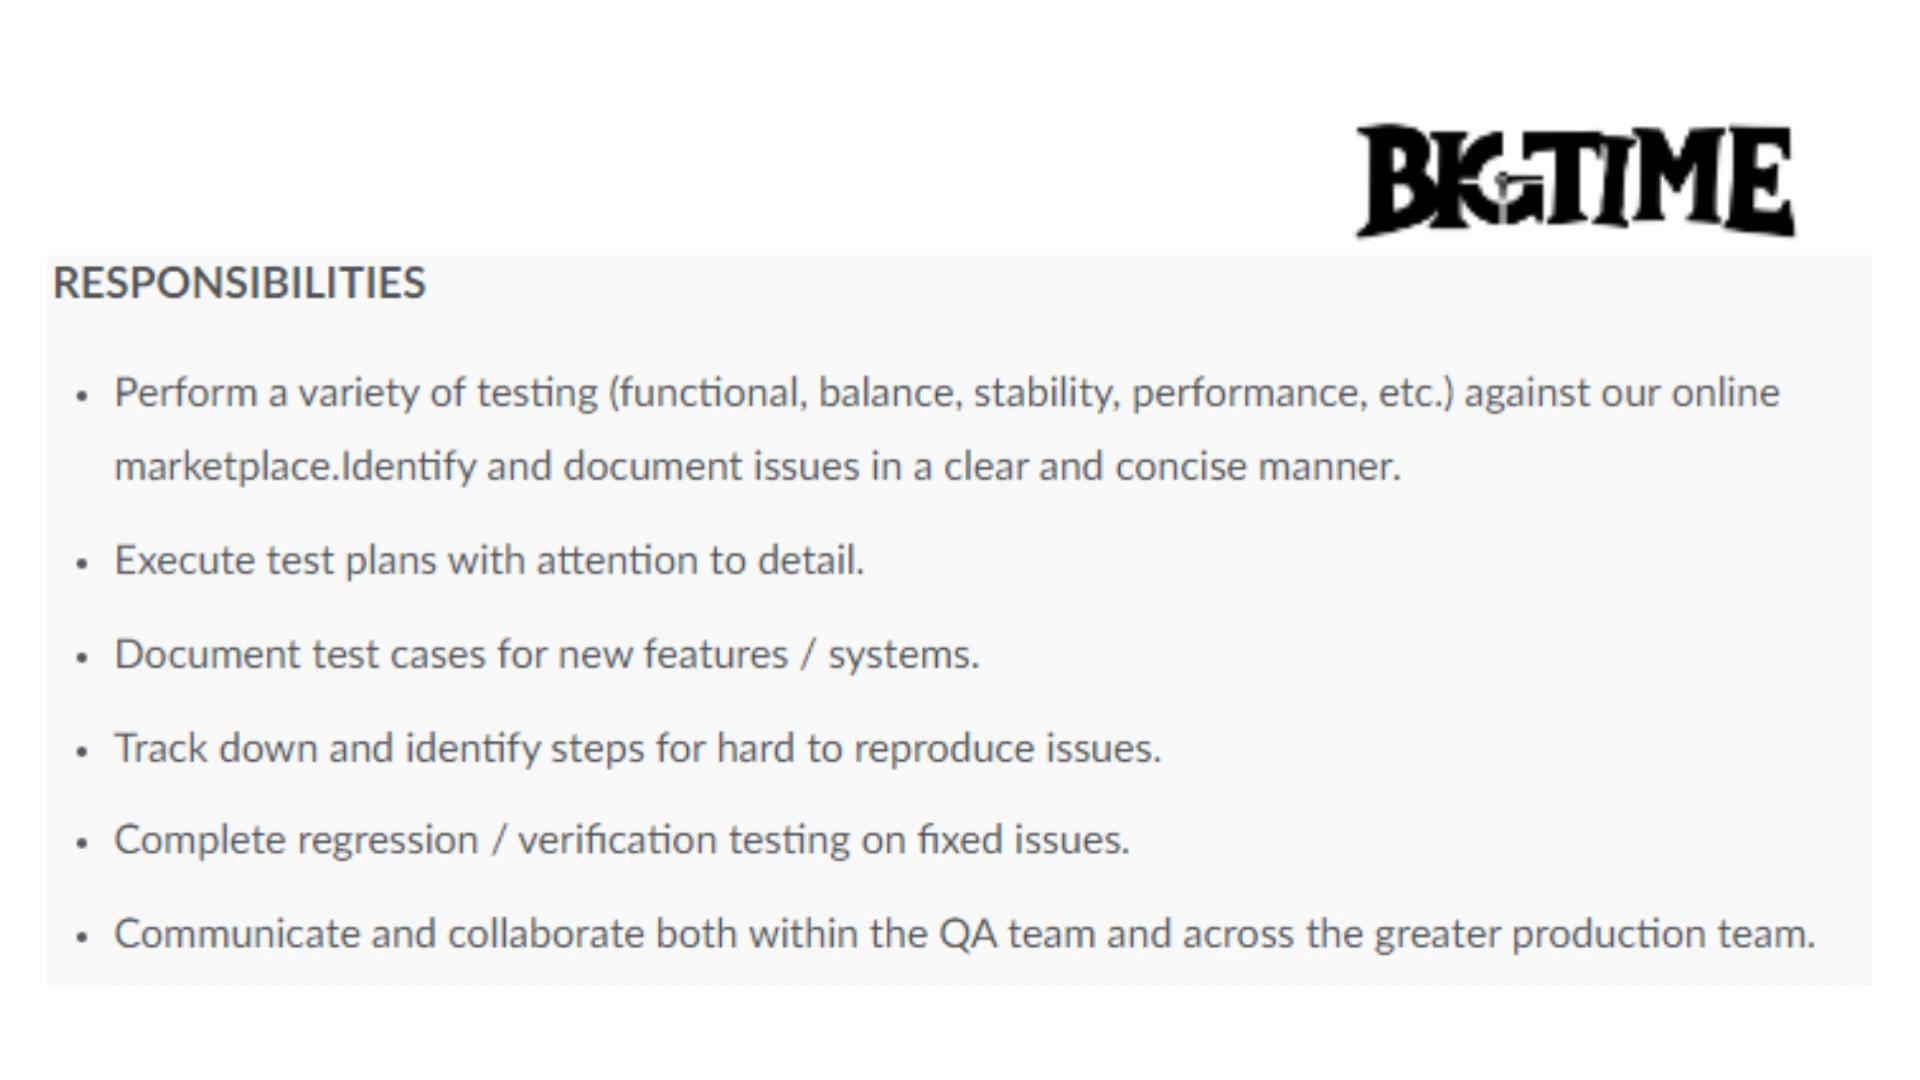 BIGTIME
RESPONSIBILITIES
• Perform a variety of testing (functional, balance, stability, performance, etc.) against our online
marketplace.Identify and document issues in a clear and concise manner.
• Execute test plans with attention to detail.
• Document test cases for new features / systems.
• Track down and identify steps for hard to reproduce issues.
• Complete regression / verification testing on fixed issues.
• Communicate and collaborate both within the QA team and across the greater production team.